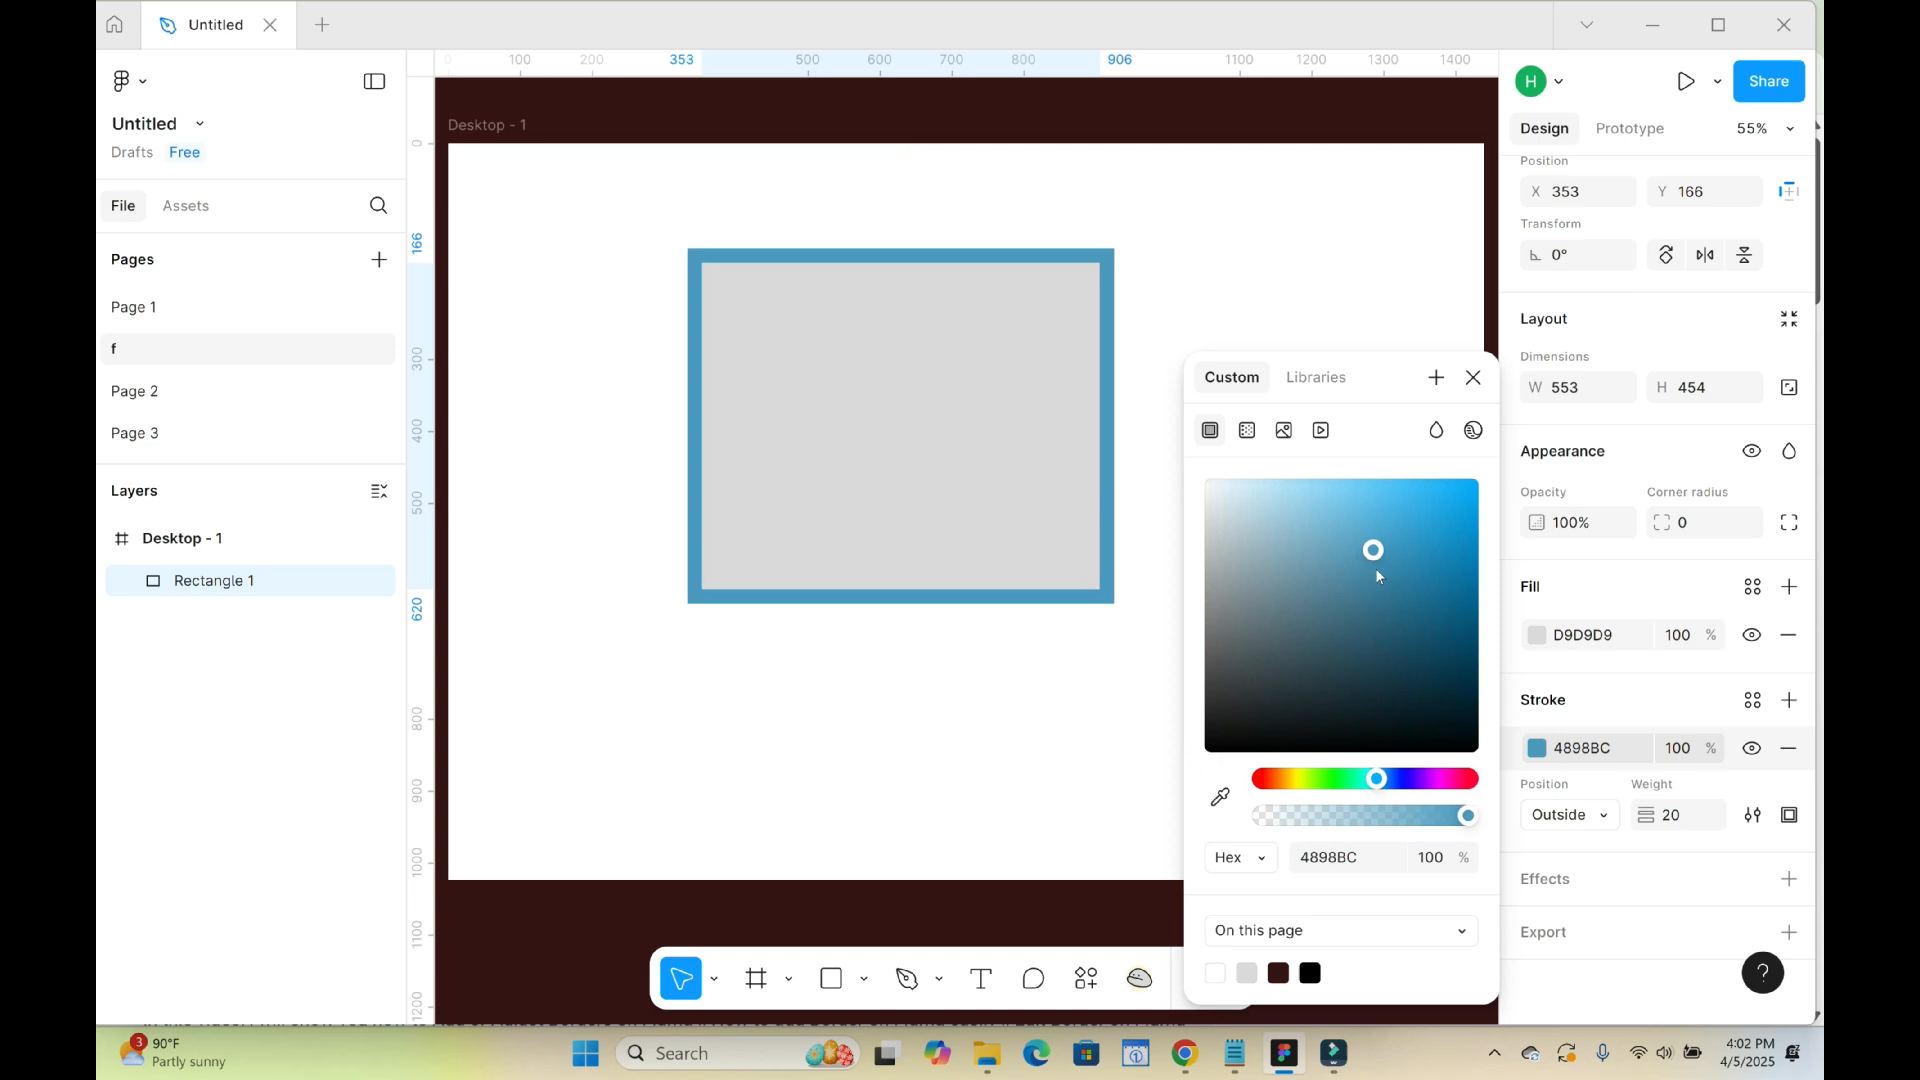 Untitled
Untitled
Drafts Free
File Assets
Pages
Page 1
f
Page 2
Page 3
Layers
Desktop - 1
Rectangle 1
0 100 200 353 500 600 700 800 906 1100 1200 1300 1400
0
166
300
400
500
620
800
900
1000
1100
1200
Desktop - 1
Custom Libraries
Hex 4898BC 100 %
On this page
H Share
Design Prototype 55%
Position
X 353 Y 166
Transform
0°
Layout
Dimensions
W 553 H 454
Appearance
Opacity Corner radius
100% 0
Fill
D9D9D9 100 %
Stroke
4898BC 100 %
Position Weight
Outside 20
Effects
Export
?
3
90°F
Partly sunny
Search
4:02 PM
4/5/2025